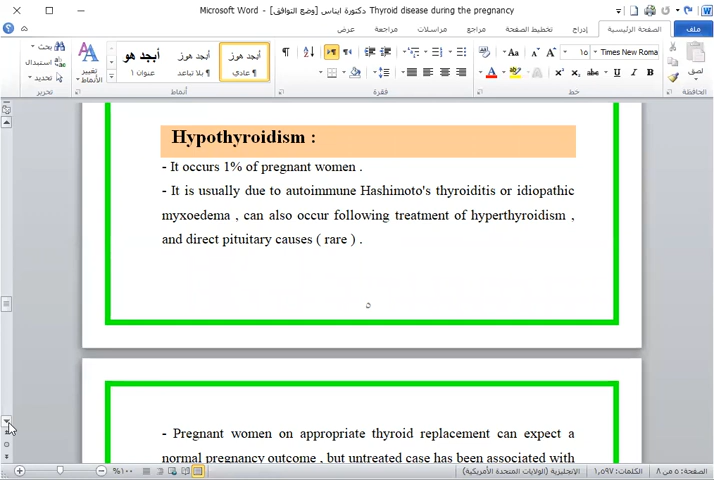 Microsoft Word - [وضع التوافق] دكتورة ايناس Thyroid disease during the pregnancy
ملف
الصفحة الرئيسية
إدراج
تخطيط الصفحة
مراجع
مراسلات
مراجعة
عرض
لصق
الحافظة
Times New Roma
١٥
خط
فقرة
أبجد هوز
¶ عادي
أبجد هوز
¶ بلا تباعد
أبجد هو
عنوان ١
تغيير الأنماط
أنماط
بحث
استبدال
تحديد
تحرير
Hypothyroidism :
- It occurs 1% of pregnant women .
- It is usually due to autoimmune Hashimoto's thyroiditis or idiopathic
myxoedema , can also occur following treatment of hyperthyroidism ,
and direct pituitary causes ( rare ) .
٥
- Pregnant women on appropriate thyroid replacement can expect a
normal pregnancy outcome , but untreated case has been associated with
الصفحة: ٥ من ٨
الكلمات: ١,٥٩٧
الإنجليزية (الولايات المتحدة الأمريكية)
١٠٠%